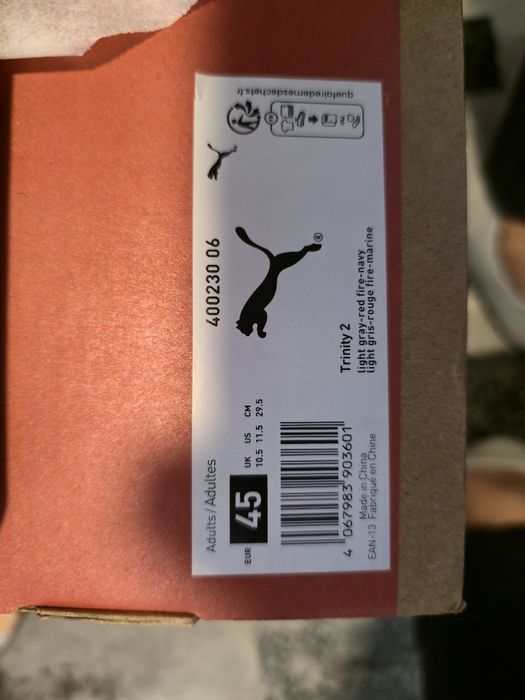 Adults/Adultes
EUR
45
UK US CM
10.5 11.5 29.5
4 067983 903601
Made in China
EAN-13 Fabriqué en Chine
400230 06
®
Trinity 2
light gray-red fire-navy
light gris-rouge fire-marine
FR
OU
quefairedemesdechets.fr